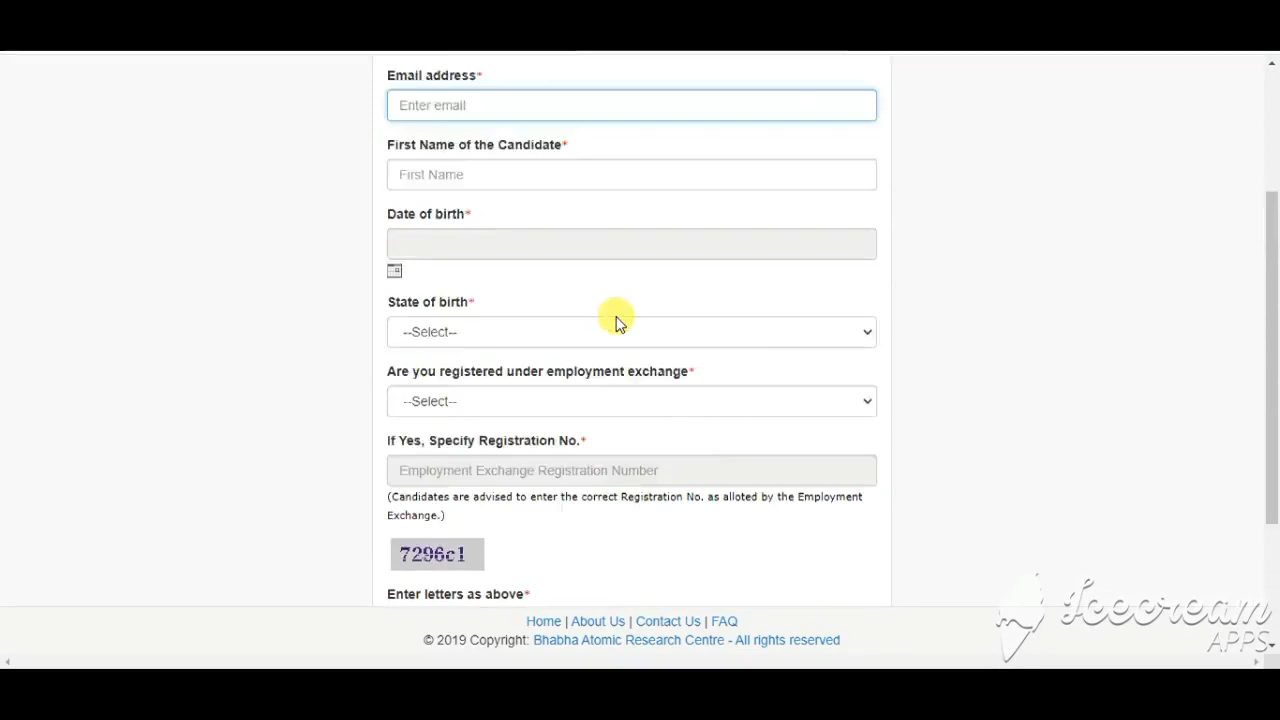 Email address*
Enter email
First Name of the Candidate*
First Name
Date of birth*
State of birth*
--Select--
Are you registered under employment exchange*
--Select--
If Yes, Specify Registration No.*
Employment Exchange Registration Number
(Candidates are advised to enter the correct Registration No. as alloted by the Employment
Exchange.)
7296c1
Enter letters as above*
Home | About Us | Contact Us | FAQ
© 2019 Copyright: Bhabha Atomic Research Centre - All rights reserved
Icecream
APPS